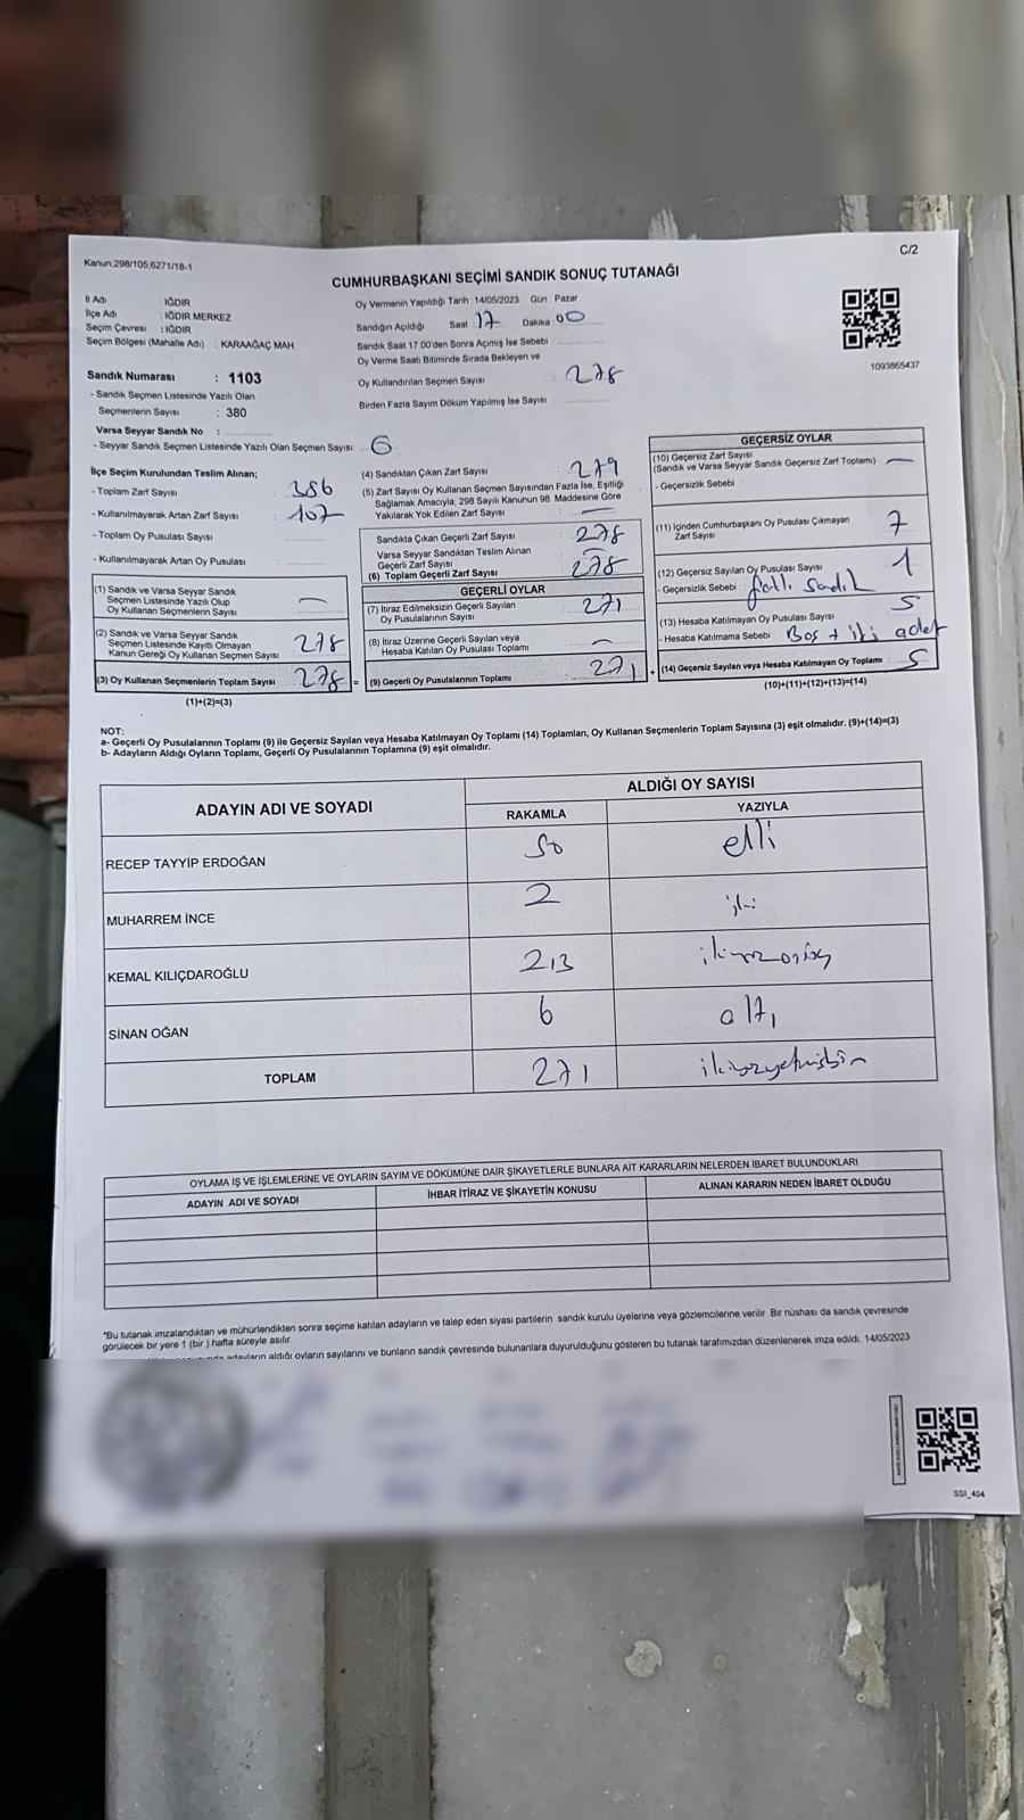 C/2
Kanun:298/105,6271/18-1
CUMHURBAŞKANI SEÇİMİ SANDIK SONUÇ TUTANAĞI
İl Adı IĞDIR
İlçe Adı : IĞDIR MERKEZ
Seçim Çevresi : IĞDIR
Seçim Bölgesi (Mahalle Adı) : KARAAĞAÇ MAH
Sandık Numarası : 1103
- Sandık Seçmen Listesinde Yazılı Olan
Seçmenlerin Sayısı : 380
Varsa Seyyar Sandık No :
- Seyyar Sandık Seçmen Listesinde Yazılı Olan Seçmen Sayısı 6
Oy Vermenin Yapıldığı Tarih :14/05/2023 Gün Pazar
Sandığın Açıldığı Saat 17 Dakika 00
Sandık Saat 17.00'den Sonra Açımış İse Sebebi
Oy Verme Saati Bitiminde Sırada Bekleyen ve
Oy Kullandırılan Seçmen Sayısı 278
Birden Fazla Sayım Döküm Yapılmış İse Sayısı
1093865437
İlçe Seçim Kurulundan Teslim Alınan;
- Toplam Zarf Sayısı 386
- Kullanılmayarak Artan Zarf Sayısı 107
- Toplam Oy Pusulası Sayısı
- Kullanılmayarak Artan Oy Pusulası
(1) Sandık ve Varsa Seyyar Sandık
Seçmen Listesinde Yazılı Olup
Oy Kullanan Seçmenlerin Sayısı —
(2) Sandık ve Varsa Seyyar Sandık
Seçmen Listesinde Kayıtlı Olmayan
Kanun Gereği Oy Kullanan Seçmen Sayısı 278
(3) Oy Kullanan Seçmenlerin Toplam Sayısı 278 =
(1)+(2)=(3)
(4) Sandıktan Çıkan Zarf Sayısı 279
(5) Zarf Sayısı Oy Kullanan Seçmen Sayısından Fazla İse, Eşitliği
Sağlamak Amacıyla, 298 Sayılı Kanunun 98. Maddesine Göre
Yakılarak Yok Edilen Zarf Sayısı —
Sandıkta Çıkan Geçerli Zarf Sayısı 278
Varsa Seyyar Sandıktan Teslim Alınan
Geçerli Zarf Sayısı —
(6) Toplam Geçerli Zarf Sayısı 278
GEÇERLİ OYLAR
(7) İtiraz Edilmeksizin Geçerli Sayılan
Oy Pusulalarının Sayısı 271
(8) İtiraz Üzerine Geçerli Sayılan veya
Hesaba Katılan Oy Pusulası Toplamı —
(9) Geçerli Oy Pusulalarının Toplamı 271 +
GEÇERSİZ OYLAR
(10) Geçersiz Zarf Sayısı
(Sandık ve Varsa Seyyar Sandık Geçersiz Zarf Toplamı) —
- Geçersizlik Sebebi
(11) İçinden Cumhurbaşkanı Oy Pusulası Çıkmayan
Zarf Sayısı 7
(12) Geçersiz Sayılan Oy Pusulası Sayısı 1
- Geçersizlik Sebebi sadık
(13) Hesaba Katılmayan Oy Pusulası Sayısı 5
- Hesaba Katılmama Sebebi Boş + iki adet
(14) Geçersiz Sayılan veya Hesaba Katılmayan Oy Toplamı 5
(10)+(11)+(12)+(13)=(14)
NOT:
a- Geçerli Oy Pusulalarının Toplamı (9) ile Geçersiz Sayılan veya Hesaba Katılmayan Oy Toplamı (14) Toplamları, Oy Kullanan Seçmenlerin Toplam Sayısına (3) eşit olmalıdır. (9)+(14)=(3)
b- Adayların Aldığı Oyların Toplamı, Geçerli Oy Pusulalarının Toplamına (9) eşit olmalıdır.
ADAYIN ADI VE SOYADI
ALDIĞI OY SAYISI
RAKAMLA YAZIYLA
RECEP TAYYİP ERDOĞAN 50 elli
MUHARREM İNCE 2 iki
KEMAL KILIÇDAROĞLU 213 ikiyüzonüç
SİNAN OĞAN 6 altı
TOPLAM 271 ikiyüzyetmişbir
OYLAMA İŞ VE İŞLEMLERİNE VE OYLARIN SAYIM VE DÖKÜMÜNE DAİR ŞİKAYETLERLE BUNLARA AİT KARARLARIN NELERDEN İBARET BULUNDUKLARI
ADAYIN ADI VE SOYADI İHBAR İTİRAZ VE ŞİKAYETİN KONUSU ALINAN KARARIN NEDEN İBARET OLDUĞU
*Bu tutanak imzalandıktan ve mühürlendikten sonra seçime katılan adayların ve talep eden siyasi partilerin sandık kurulu üyelerine veya gözlemcilerine verilir. Bir nüshası da sandık çevresinde
görülecek bir yere 1 (bir ) hafta süreyle asılır.
adayların aldığı oyların sayılarını ve bunların sandık çevresinde bulunanlara duyurulduğunu gösteren bu tutanak tarafımızdan düzenlenerek imza edildi. 14/05/2023
SSI_404